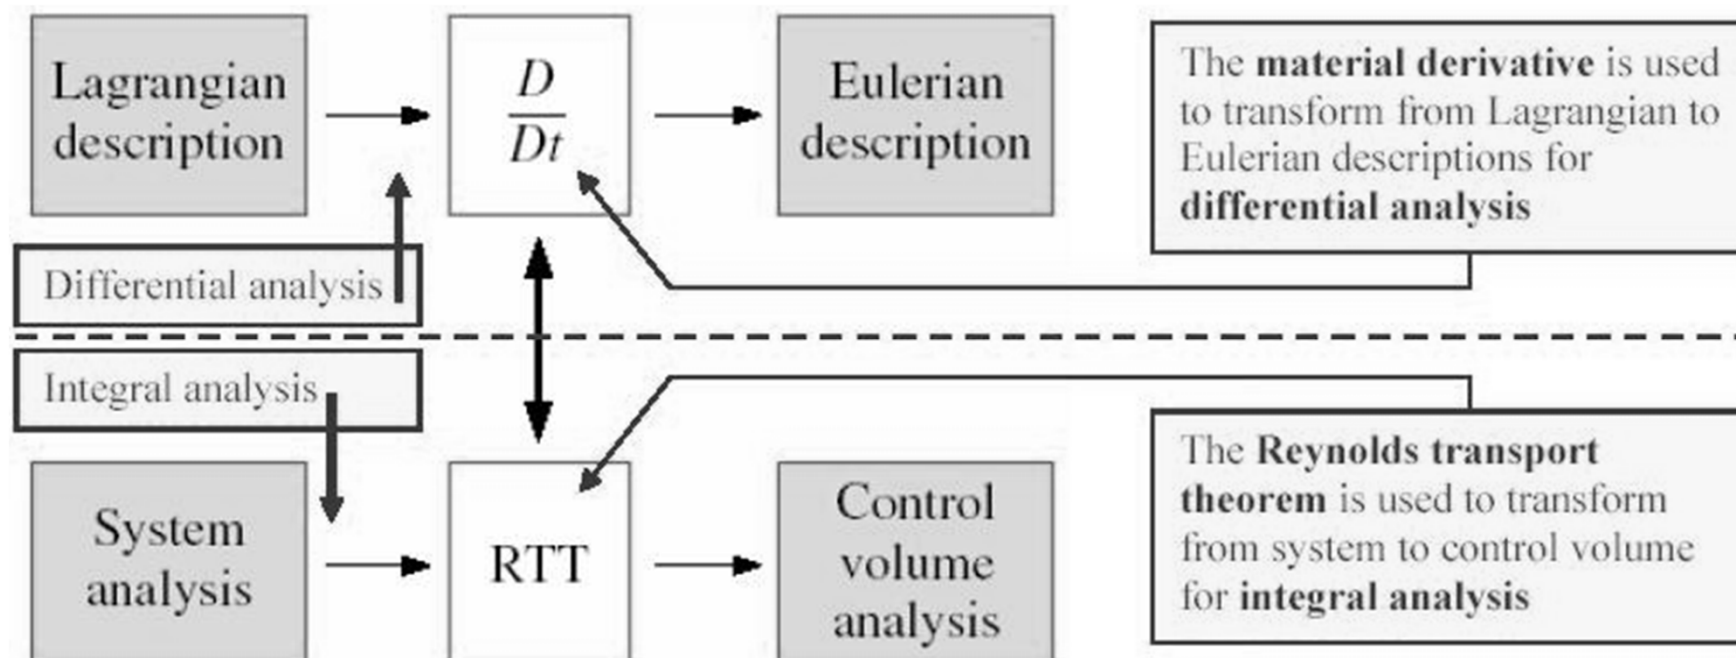 Lagrangian
description
D
Dt
Eulerian
description
The material derivative is used
to transform from Lagrangian to
Eulerian descriptions for
differential analysis
Differential analysis
Integral analysis
System
analysis
RTT
Control
volume
analysis
The Reynolds transport
theorem is used to transform
from system to control volume
for integral analysis